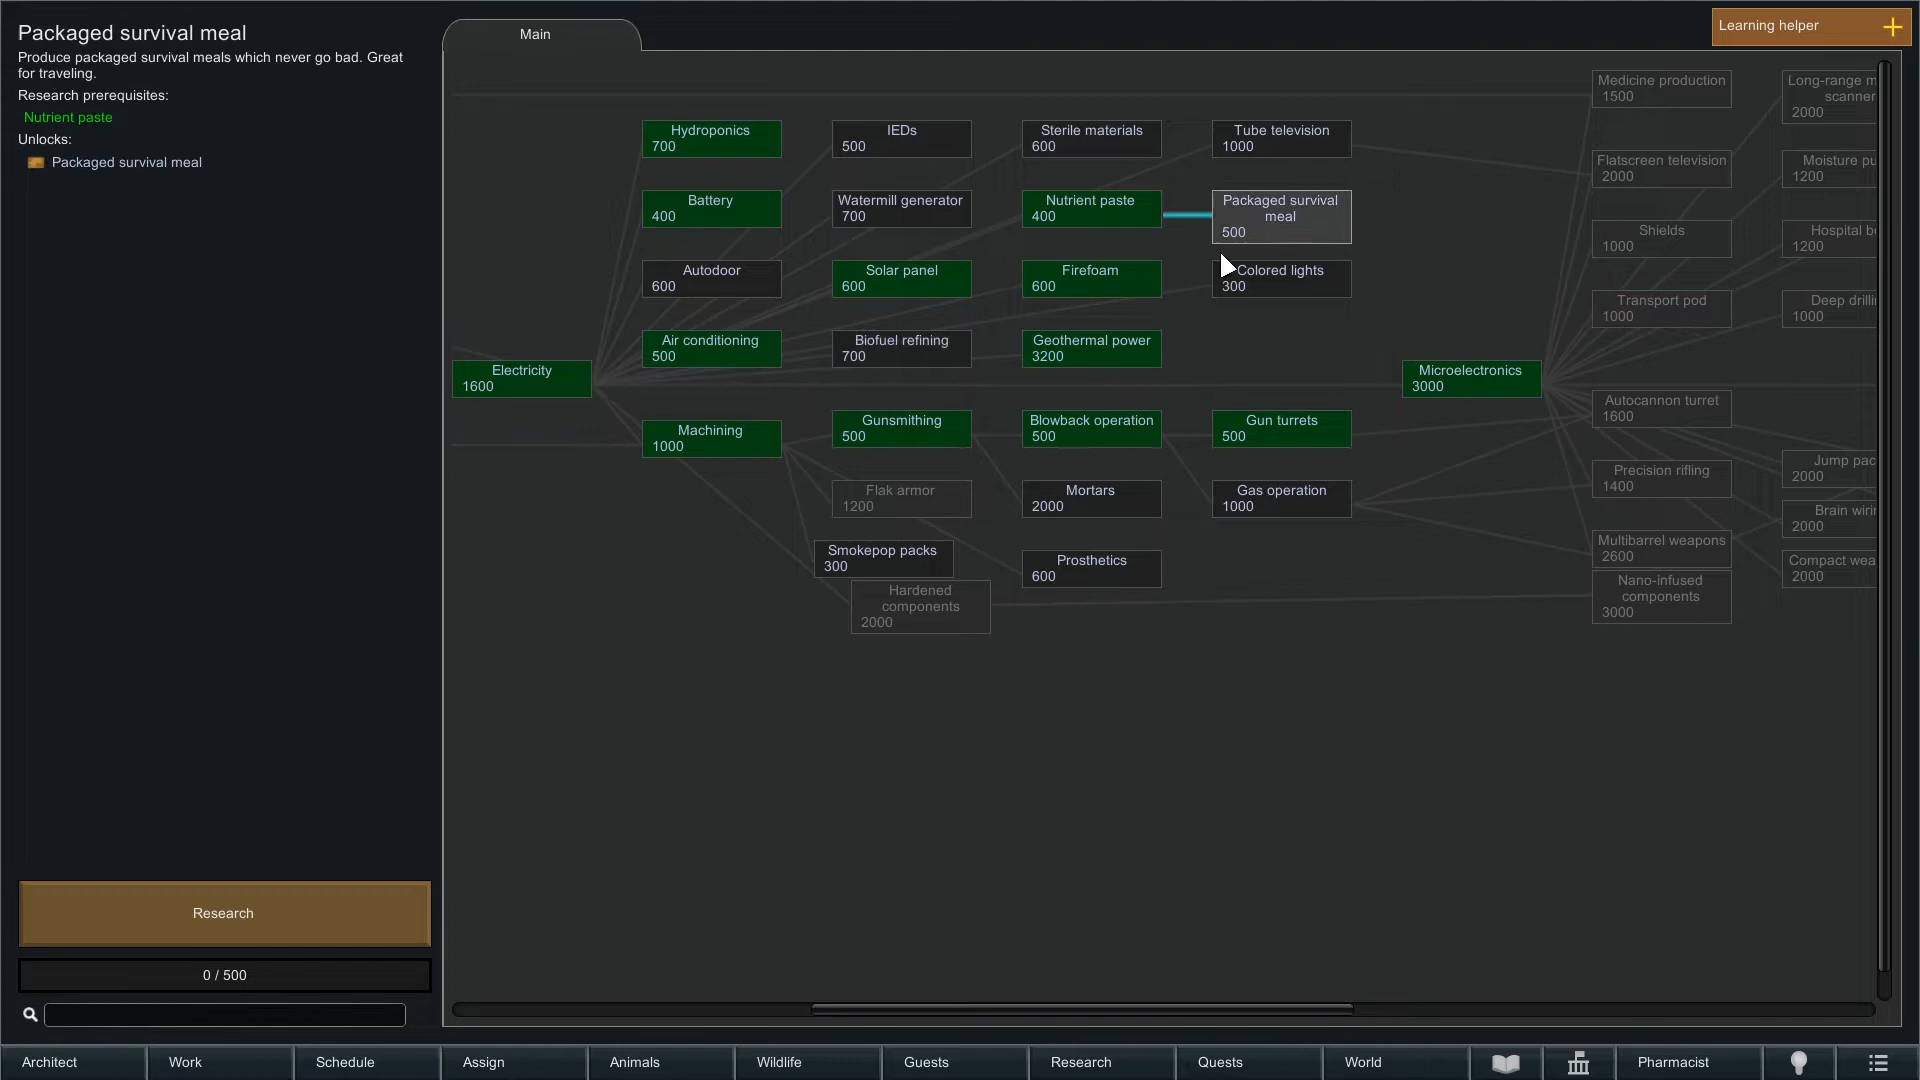 Packaged survival meal
Produce packaged survival meals which never go bad. Great
for traveling.
Research prerequisites:
Nutrient paste
Unlocks:
Packaged survival meal
Research
0 / 500
Main
Learning helper
Hydroponics
700
IEDs
500
Sterile materials
600
Tube television
1000
Medicine production
1500
Long-range m
scanner
2000
Battery
400
Watermill generator
700
Nutrient paste
400
Packaged survival
meal
500
Flatscreen television
2000
Moisture pu
1200
Autodoor
600
Solar panel
600
Firefoam
600
Colored lights
300
Shields
1000
Hospital b
1200
Air conditioning
500
Biofuel refining
700
Geothermal power
3200
Transport pod
1000
Deep drilli
1000
Electricity
1600
Microelectronics
3000
Machining
1000
Gunsmithing
500
Blowback operation
500
Gun turrets
500
Autocannon turret
1600
Flak armor
1200
Mortars
2000
Gas operation
1000
Precision rifling
1400
Jump pac
2000
Brain wirin
2000
Smokepop packs
300
Prosthetics
600
Multibarrel weapons
2600
Compact wea
2000
Hardened
components
2000
Nano-infused
components
3000
Architect
Work
Schedule
Assign
Animals
Wildlife
Guests
Research
Quests
World
Pharmacist